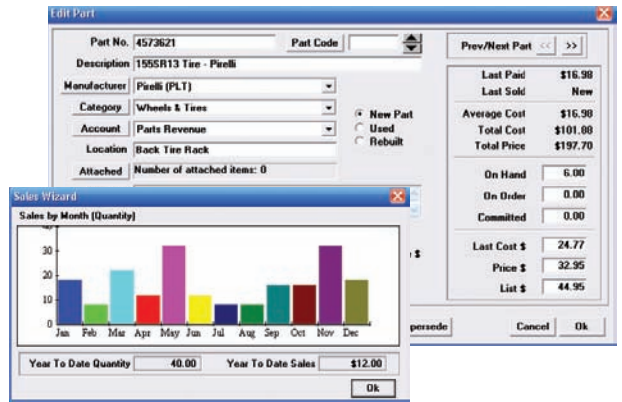 Edit Part
Part No. 4573621 Part Code
Description 155SR13 Tire - Pirelli
Manufacturer Pirelli (PLT)
Category Wheels & Tires
Account Parts Revenue
Location Back Tire Rack
Attached Number of attached items: 0
New Part
Used
Rebuilt
Prev/Next Part << >>
Last Paid $16.98
Last Sold New
Average Cost $16.98
Total Cost $101.88
Total Price $197.70
On Hand 6.00
On Order 0.00
Committed 0.00
Last Cost $ 24.77
Price $ 32.95
List $ 44.95
$
persede Cancel Ok
Sales Wizard
Sales by Month (Quantity)
40
30
20
10
0
Jan Feb Mar Apr May Jun Jul Aug Sep Oct Nov Dec
Year To Date Quantity 40.00 Year To Date Sales $12.00
Ok